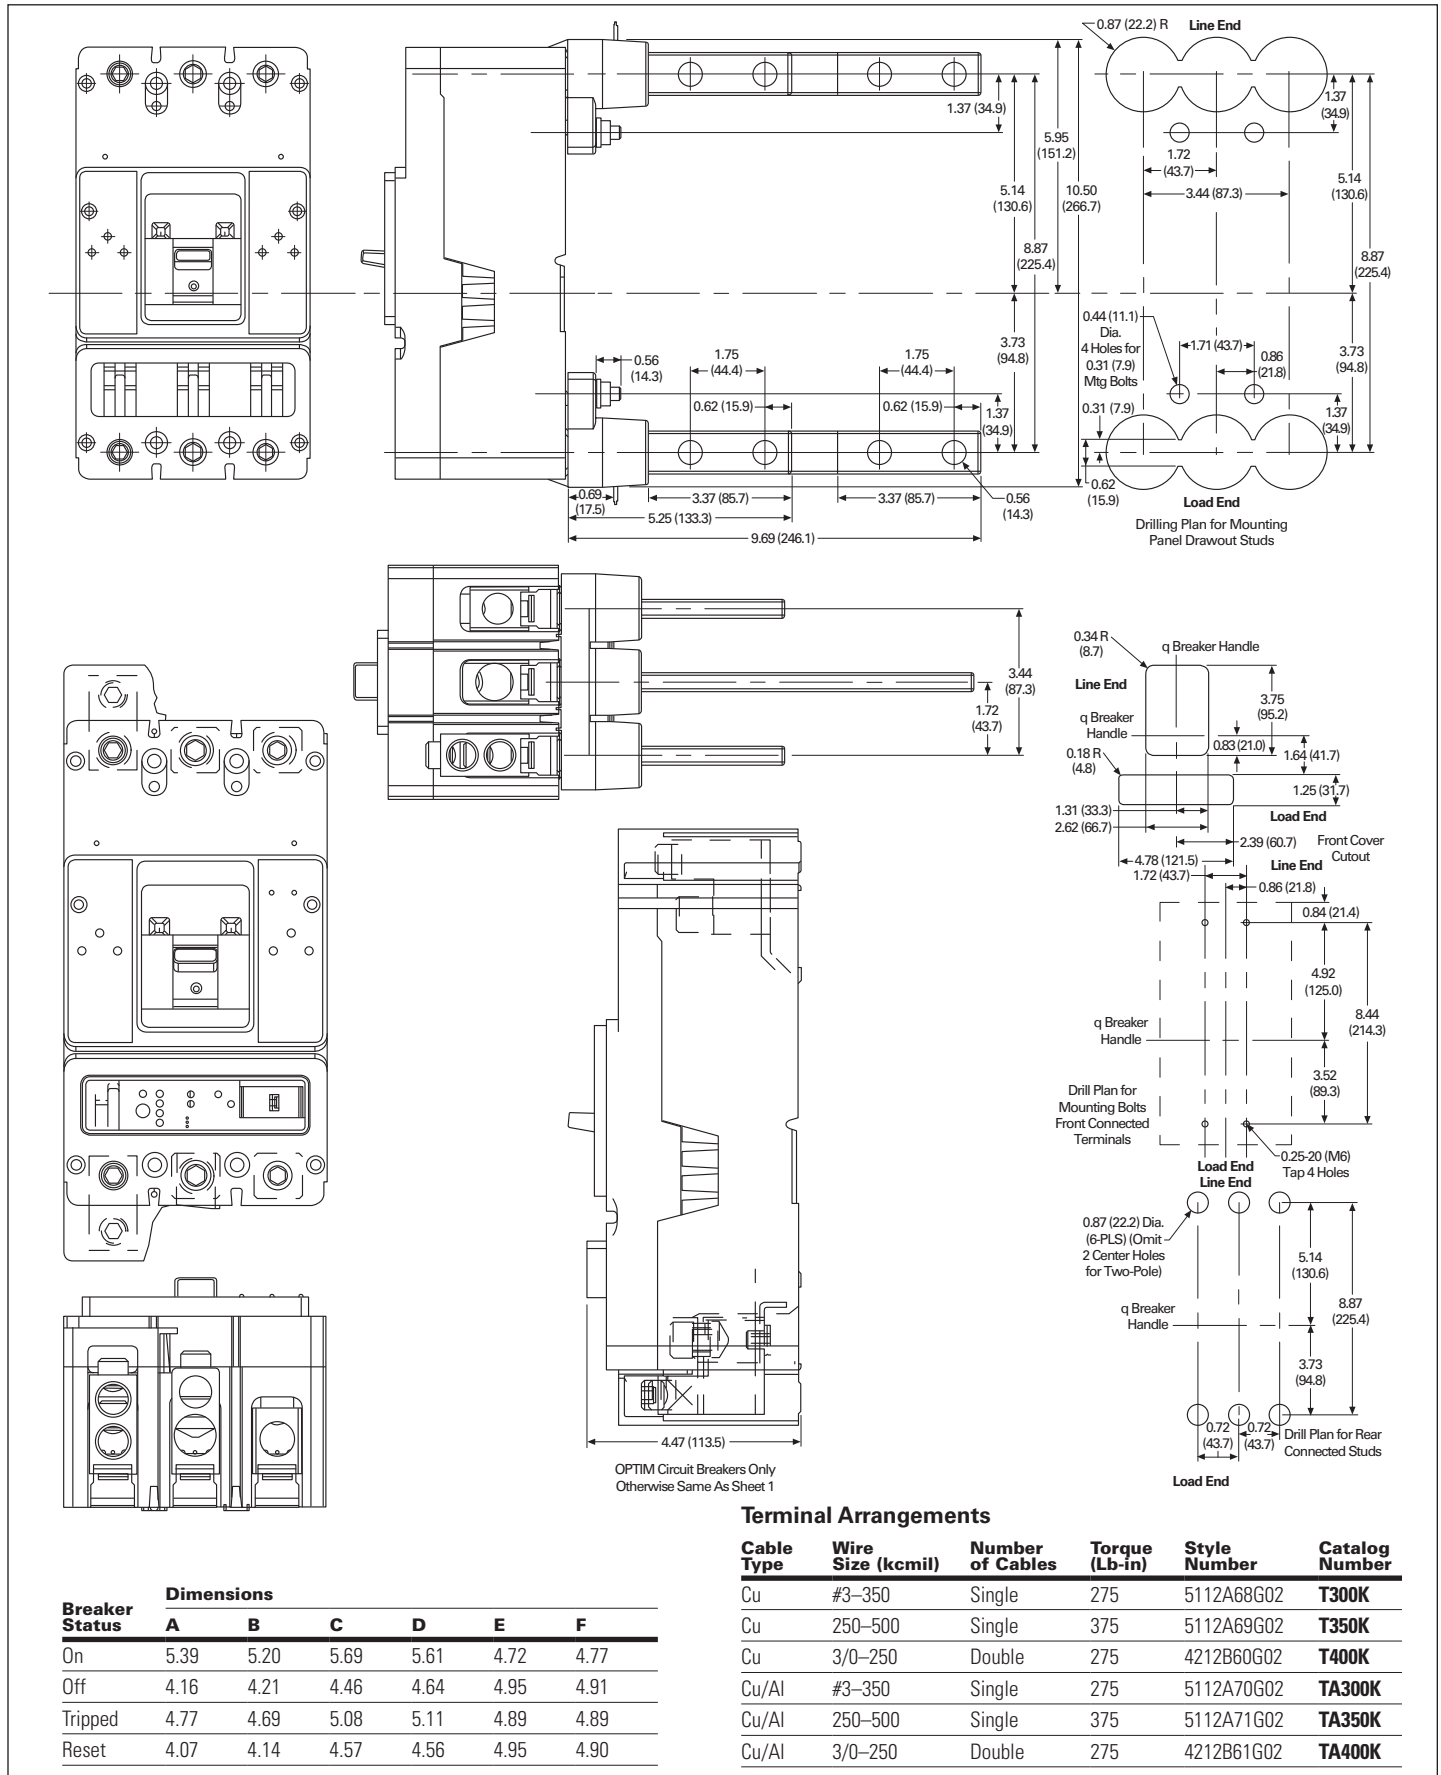 0.87 (22.2) R
Line End
1.37 (34.9)
5.95
(151.2)
5.14
(130.6)
10.50
(266.7)
8.87
(225.4)
3.73
(94.8)
0.56
(14.3)
1.75
(44.4)
1.75
(44.4)
0.62 (15.9)
0.62 (15.9)
1.37
(34.9)
0.69
(17.5)
3.37 (85.7)
3.37 (85.7)
0.56
(14.3)
5.25 (133.3)
9.69 (246.1)
1.37
(34.9)
1.72
(43.7)
3.44 (87.3)
5.14
(130.6)
8.87
(225.4)
0.44 (11.1)
Dia.
4 Holes for
0.31 (7.9)
Mtg Bolts
1.71 (43.7)
0.86
(21.8)
3.73
(94.8)
0.31 (7.9)
1.37
(34.9)
0.62
(15.9)
Load End
Drilling Plan for Mounting
Panel Drawout Studs
3.44
(87.3)
1.72
(43.7)
0.34 R
(8.7)
q Breaker Handle
Line End
3.75
(95.2)
q Breaker
Handle
0.83 (21.0)
0.18 R
(4.8)
1.64 (41.7)
1.25 (31.7)
1.31 (33.3)
Load End
2.62 (66.7)
2.39 (60.7)
Front Cover
Cutout
4.78 (121.5)
Line End
1.72 (43.7)
0.86 (21.8)
0.84 (21.4)
4.92
(125.0)
8.44
(214.3)
q Breaker
Handle
3.52
(89.3)
Drill Plan for
Mounting Bolts
Front Connected
Terminals
0.25-20 (M6)
Tap 4 Holes
Load End
Line End
0.87 (22.2) Dia.
(6-PLS) (Omit
2 Center Holes
for Two-Pole)
5.14
(130.6)
8.87
(225.4)
q Breaker
Handle
3.73
(94.8)
0.72
(43.7)
0.72
(43.7)
Drill Plan for Rear
Connected Studs
Load End
4.47 (113.5)
OPTIM Circuit Breakers Only
Otherwise Same As Sheet 1
Terminal Arrangements
Cable Type Wire Size (kcmil) Number of Cables Torque (Lb-in) Style Number Catalog Number
Cu #3–350 Single 275 5112A68G02 T300K
Cu 250–500 Single 375 5112A69G02 T350K
Cu 3/0–250 Double 275 4212B60G02 T400K
Cu/Al #3–350 Single 275 5112A70G02 TA300K
Cu/Al 250–500 Single 375 5112A71G02 TA350K
Cu/Al 3/0–250 Double 275 4212B61G02 TA400K
Dimensions
Breaker Status A B C D E F
On 5.39 5.20 5.69 5.61 4.72 4.77
Off 4.16 4.21 4.46 4.64 4.95 4.91
Tripped 4.77 4.69 5.08 5.11 4.89 4.89
Reset 4.07 4.14 4.57 4.56 4.95 4.90